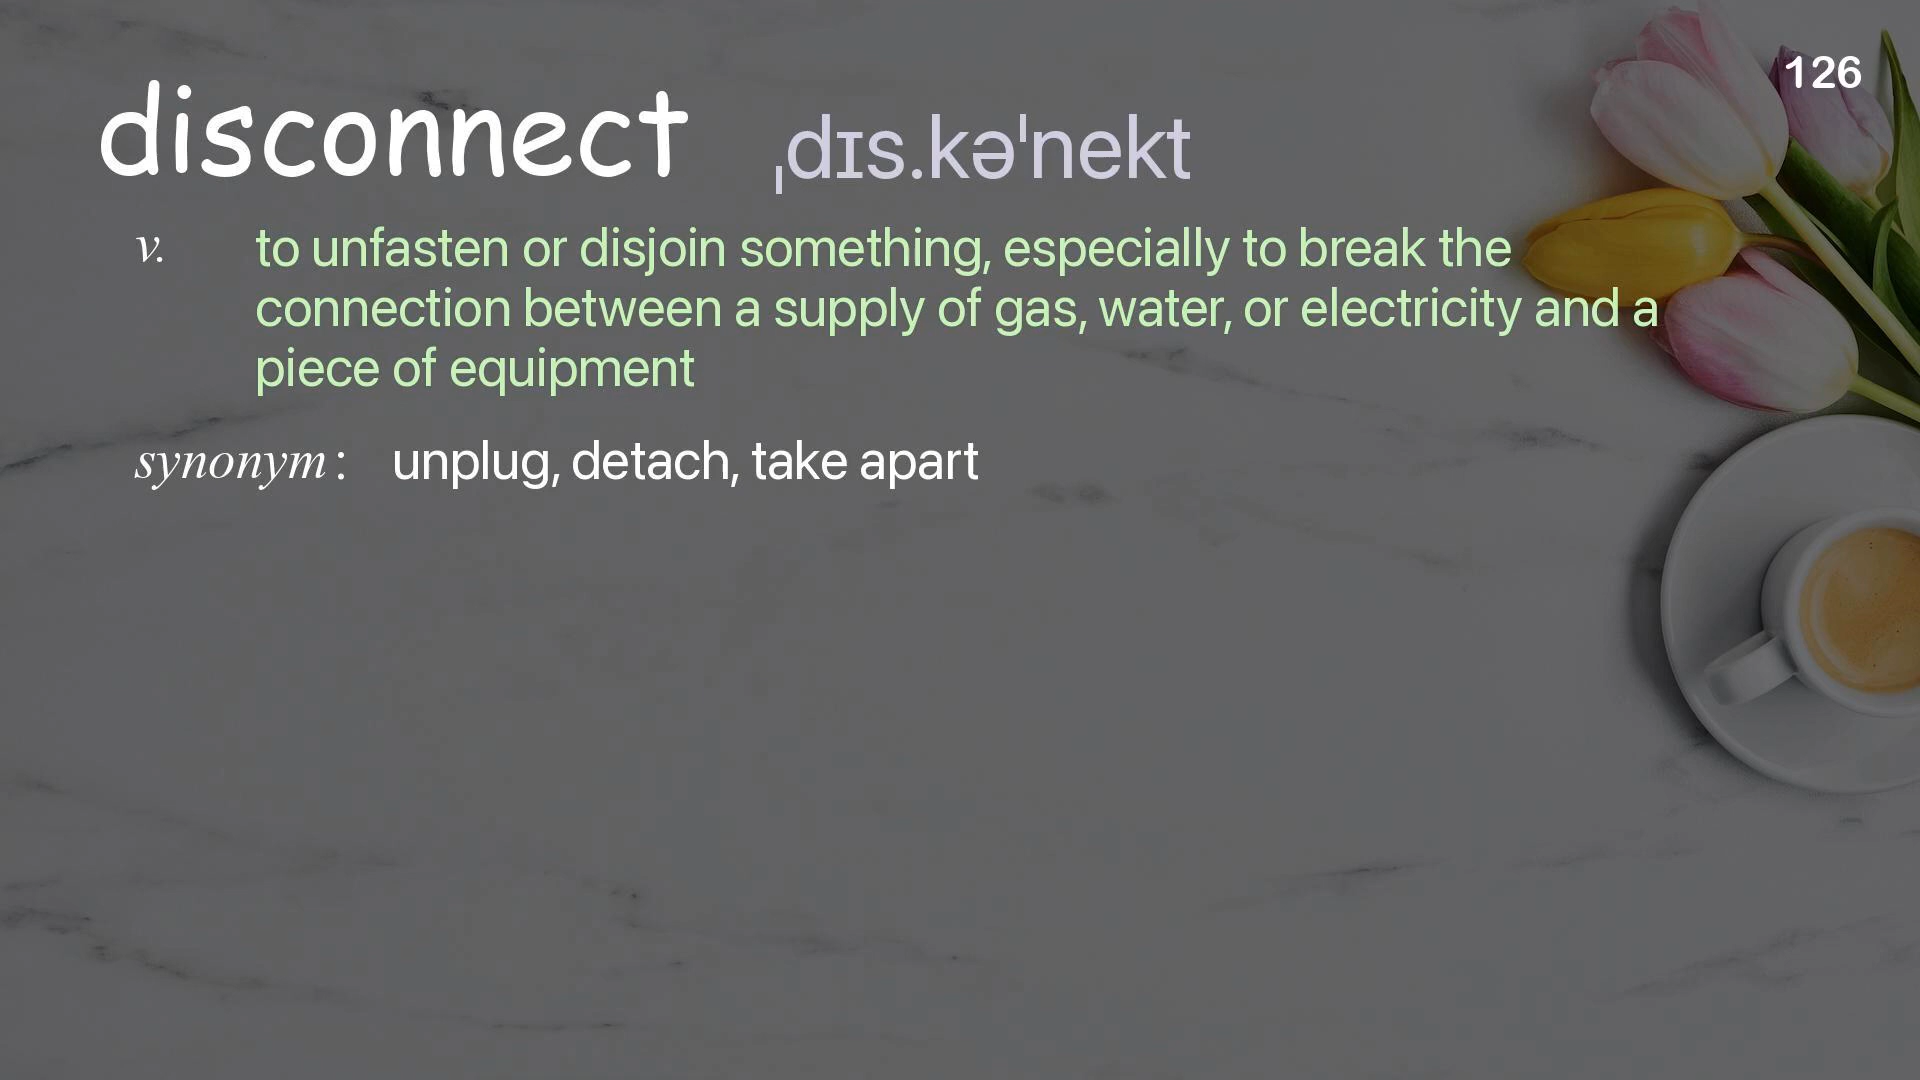 126
disconnect ˌdɪs.kəˈnekt
v. to unfasten or disjoin something, especially to break the
connection between a supply of gas, water, or electricity and a
piece of equipment
synonym : unplug, detach, take apart